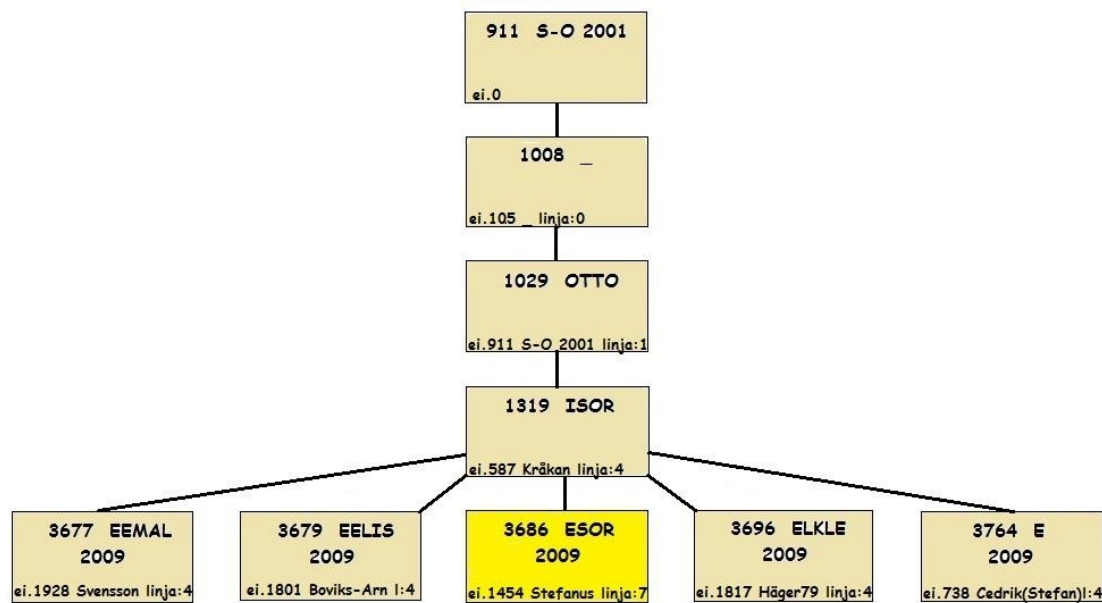 911 S-O 2001
ei.0
1008 _
ei.105 _ linja:0
1029 OTTO
ei.911 S-O 2001 linja:1
1319 ISOR
ei.587 Kråkan linja:4
3677 EEMAL
2009
ei.1928 Svensson linja:4
3679 EELIS
2009
ei.1801 Boviks-Arn l:4
3686 ESOR
2009
ei.1454 Stefanus linja:7
3696 ELKLE
2009
ei.1817 Häger79 linja:4
3764 E
2009
ei.738 Cedrik(Stefan)l:4